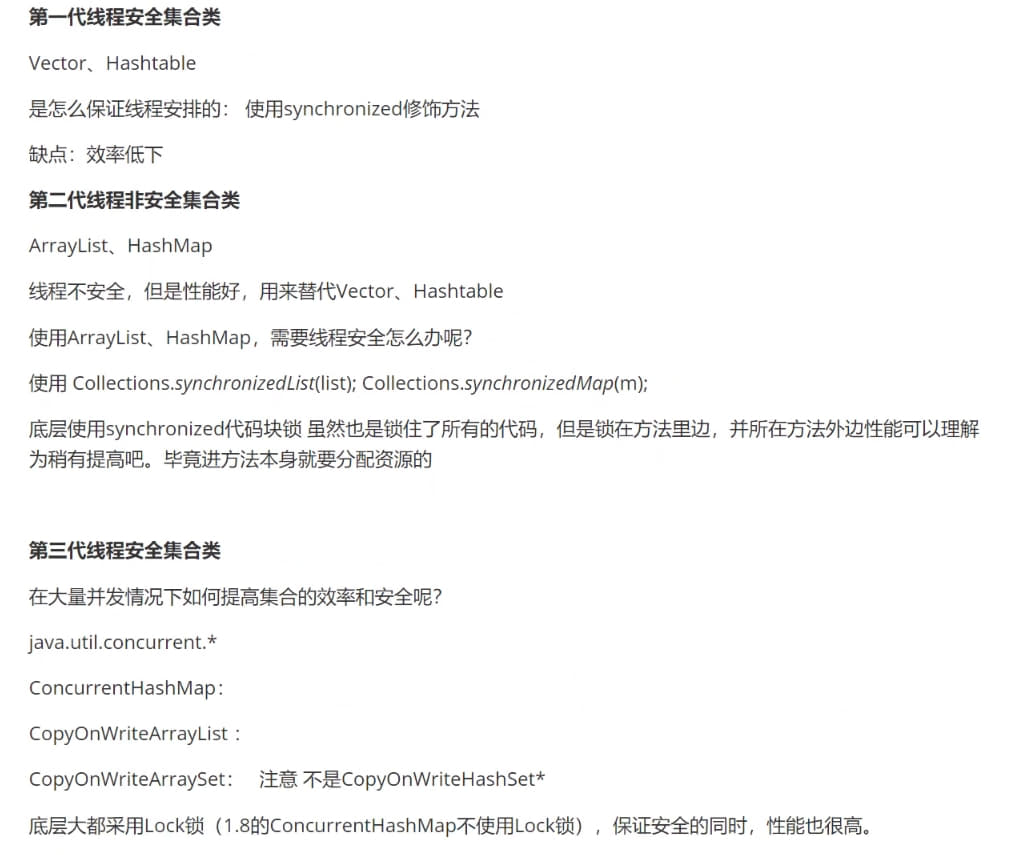 第一代线程安全集合类
Vector、Hashtable
是怎么保证线程安排的： 使用synchronized修饰方法
缺点：效率低下
第二代线程非安全集合类
ArrayList、HashMap
线程不安全，但是性能好，用来替代Vector、Hashtable
使用ArrayList、HashMap，需要线程安全怎么办呢？
使用 Collections.synchronizedList(list); Collections.synchronizedMap(m);
底层使用synchronized代码块锁 虽然也是锁住了所有的代码，但是锁在方法里边，并所在方法外边性能可以理解
为稍有提高吧。毕竟进方法本身就要分配资源的
第三代线程安全集合类
在大量并发情况下如何提高集合的效率和安全呢？
java.util.concurrent.*
ConcurrentHashMap：
CopyOnWriteArrayList ：
CopyOnWriteArraySet： 注意 不是CopyOnWriteHashSet*
底层大都采用Lock锁（1.8的ConcurrentHashMap不使用Lock锁），保证安全的同时，性能也很高。